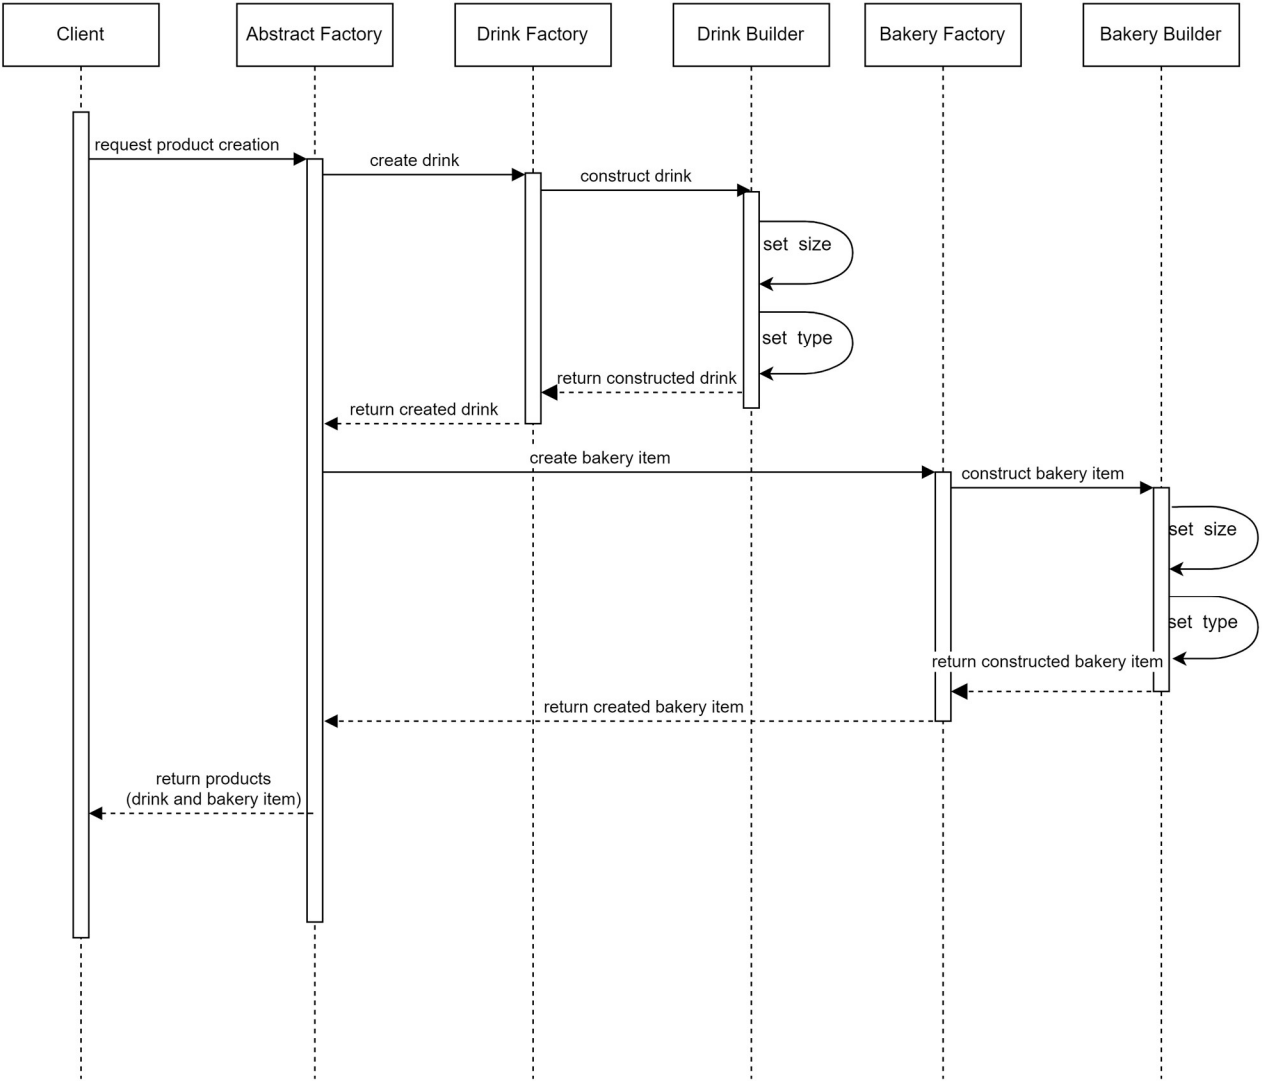 Client
Abstract Factory
Drink Factory
Drink Builder
Bakery Factory
Bakery Builder
request product creation
create drink
construct drink
set size
set type
return constructed drink
return created drink
create bakery item
construct bakery item
set size
set type
return constructed bakery item
return created bakery item
return products
(drink and bakery item)